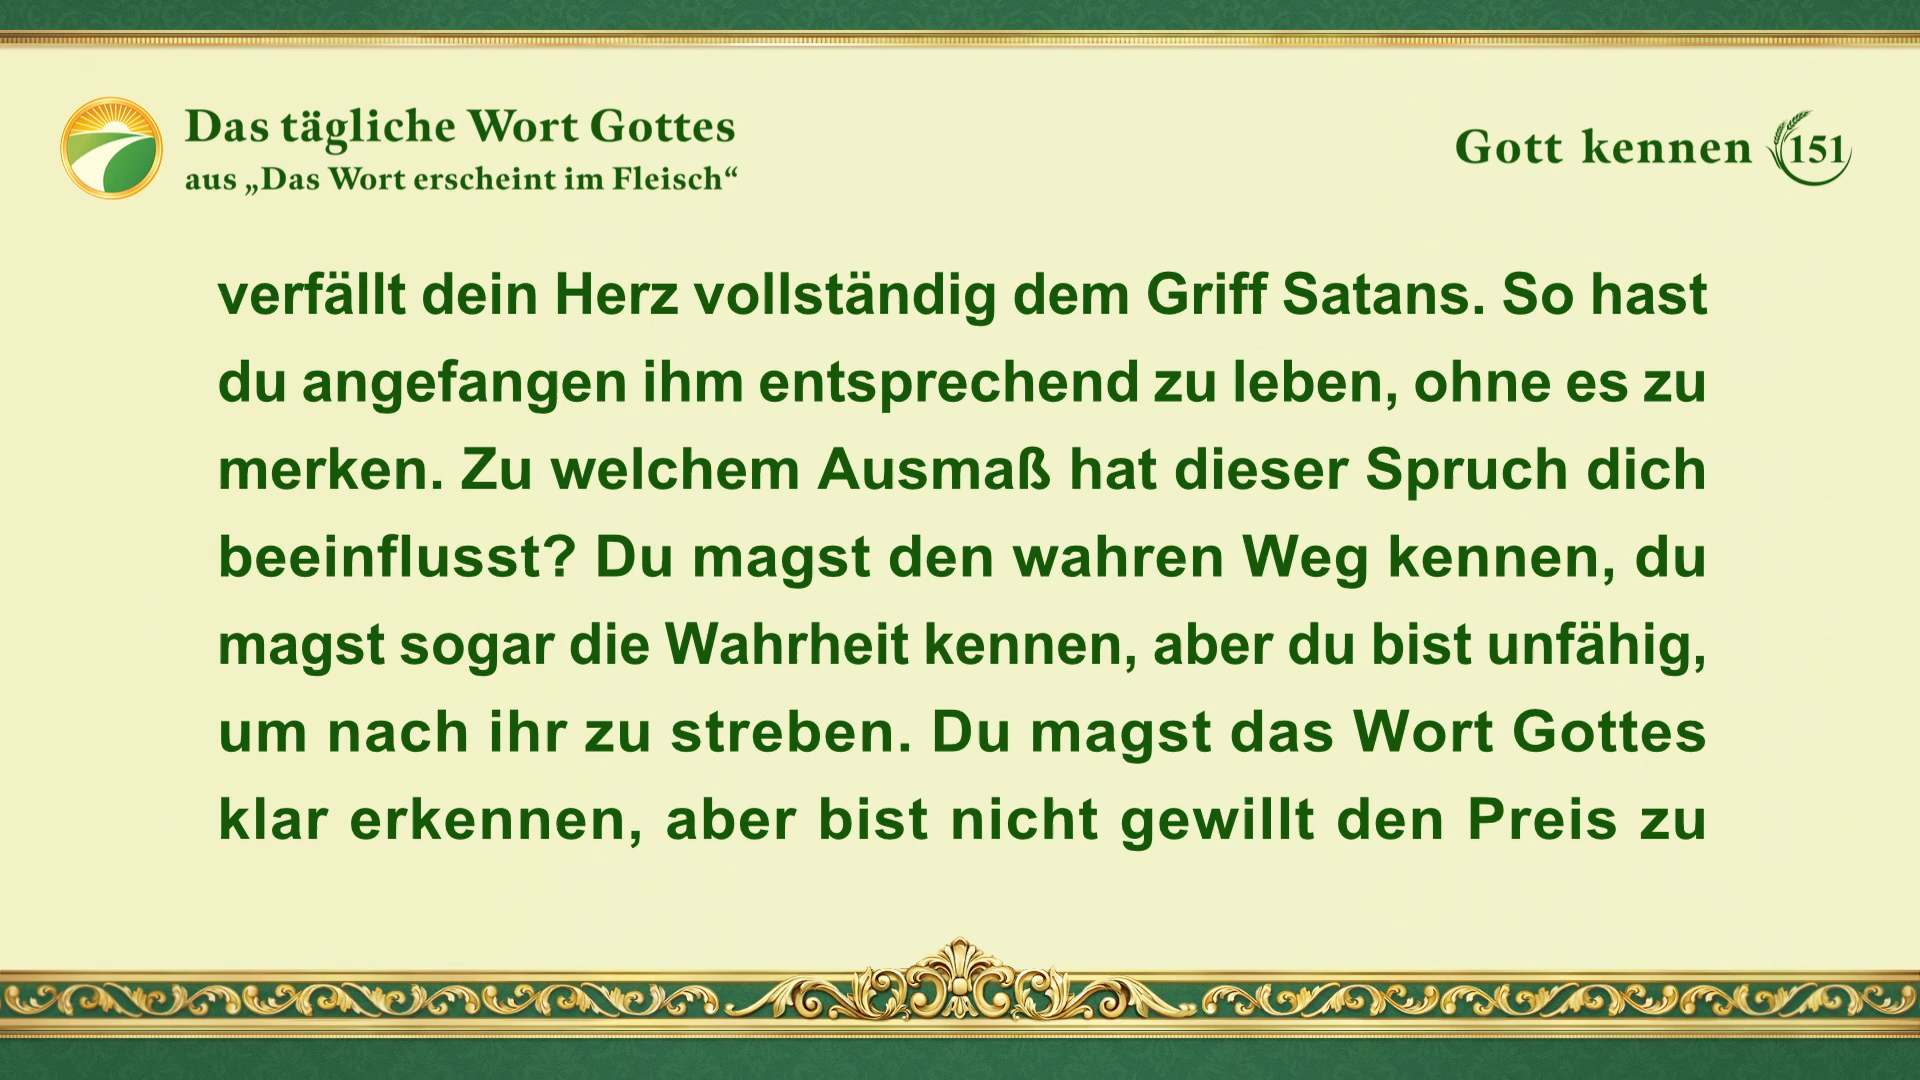 Das tägliche Wort Gottes
aus „Das Wort erscheint im Fleisch“
Gott kennen 151
verfällt dein Herz vollständig dem Griff Satans. So hast
du angefangen ihm entsprechend zu leben, ohne es zu
merken. Zu welchem Ausmaß hat dieser Spruch dich
beeinflusst? Du magst den wahren Weg kennen, du
magst sogar die Wahrheit kennen, aber du bist unfähig,
um nach ihr zu streben. Du magst das Wort Gottes
klar erkennen, aber bist nicht gewillt den Preis zu